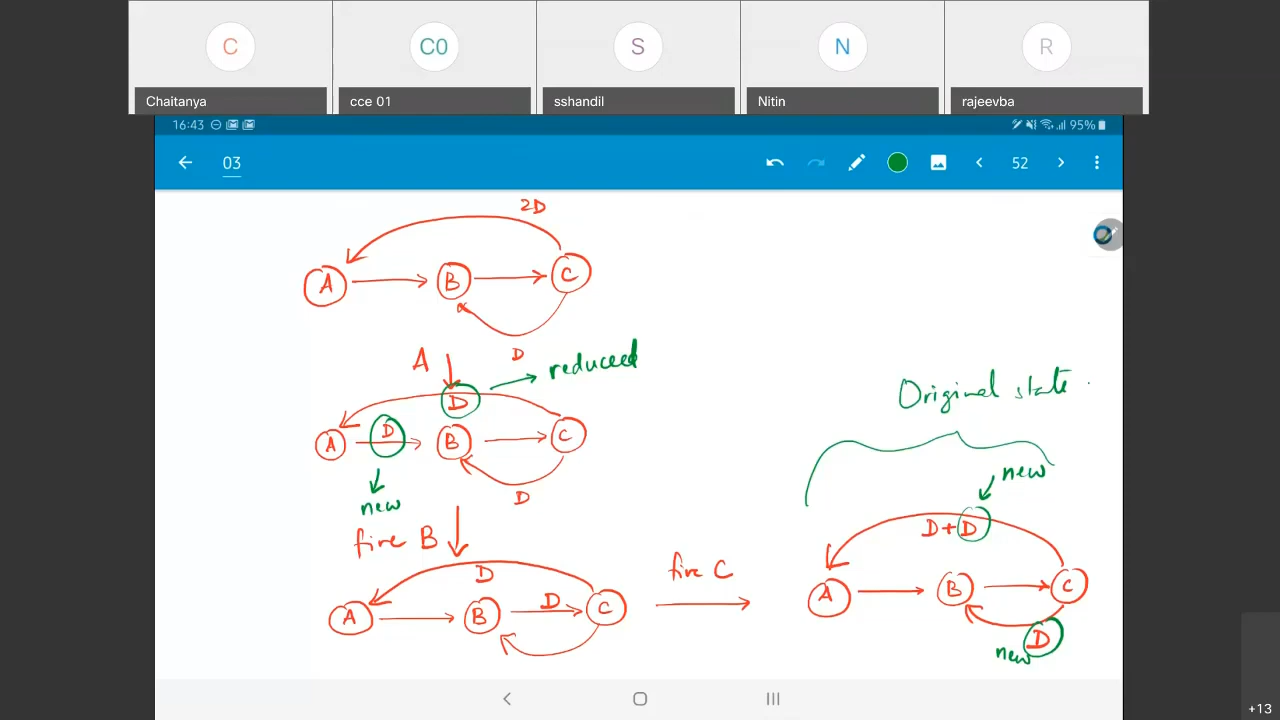 C
C0
S
N
R
Chaitanya
cce 01
sshandil
Nitin
rajeevba
16:43
95%
03
52
2D
A
B
C
D
A
reduced
D
A
D
B
C
D
new
fire B
D
A
B
D
C
fire C
Original state
new
D+D
A
B
C
new D
+13